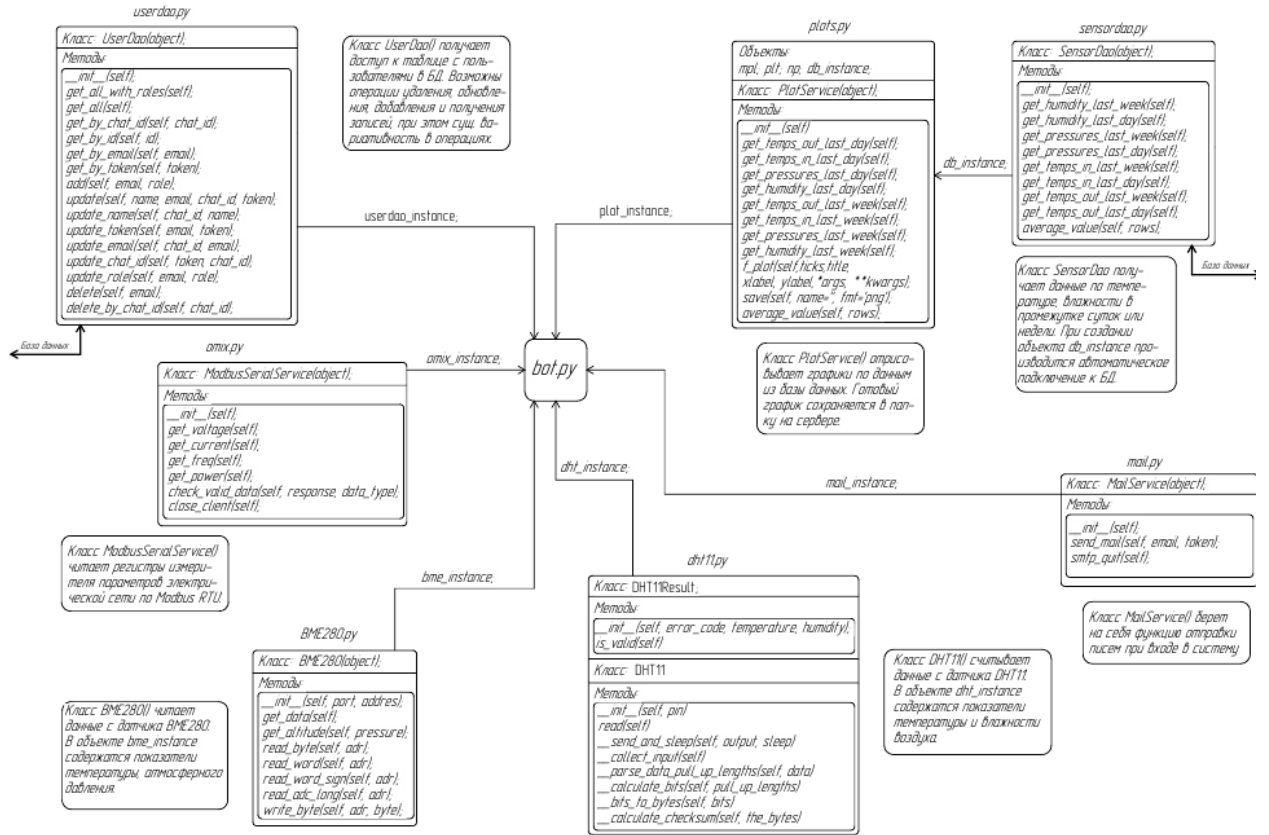 userdao.py
Класс: UserDao(object);
Методы:
__init__(self);
get_all_with_roles(self);
get_all(self);
get_by_chat_id(self, chat_id);
get_by_id(self, id);
get_by_email(self, email);
get_by_token(self, token);
add(self, email, role);
update(self, name, email, chat_id, token);
update_name(self, chat_id, name);
update_token(self, email, token);
update_email(self, chat_id, email);
update_chat_id(self, token, chat_id);
update_role(self, email, role);
delete(self, email);
delete_by_chat_id(self, chat_id);
База данных
Класс UserDao() получает
доступ к таблице с поль-
зователями в БД. Возможны
операции удаления, обновле-
ния, добавления и получения
записей, при этом сущ. ва-
риативность в операциях.
userdao_instance;
plot_instance;
plots.py
Объекты:
mpl; plt; np; db_instance;
Класс: PlotService(object);
Методы:
__init__(self)
get_temps_out_last_day(self);
get_temps_in_last_day(self);
get_pressures_last_day(self);
get_humidity_last_day(self);
get_temps_out_last_week(self);
get_temps_in_last_week(self);
get_pressures_last_week(self);
get_humidity_last_week(self);
f_plot(self,ticks,title,
xlabel, ylabel,*args, **kwargs);
save(self, name='', fmt='png');
average_value(self, rows);
db_instance;
sensordao.py
Класс: SensorDao(object);
Методы:
__init__(self);
get_humidity_last_week(self);
get_humidity_last_day(self);
get_pressures_last_week(self);
get_pressures_last_day(self);
get_temps_in_last_week(self);
get_temps_in_last_day(self);
get_temps_out_last_week(self);
get_temps_out_last_day(self);
average_value(self, rows);
База данных
Класс SensorDao полу-
чает данные по темпе-
ратуре, влажности в
промежутке суток или
недели. При создании
объекта db_instance про-
изводится автоматическое
подключение к БД.
Класс PlotService() отрисо-
вывает графики по данным
из базы данных. Готовый
график сохраняется в пап-
ку на сервере.
omix.py
Класс: ModbusSerialService(object);
Методы:
__init__(self);
get_voltage(self);
get_current(self);
get_freq(self);
get_power(self);
check_valid_data(self, response, data_type);
close_client(self);
omix_instance;
bot.py
Класс ModbusSerialService()
читает регистры измери-
теля параметров электри-
ческой сети по Modbus RTU.
dht_instance;
mail_instance;
mail.py
Класс: MailService(object);
Методы:
__init__(self);
send_mail(self, email, token);
smtp_quit(self);
Класс MailService() берет
на себя функцию отправки
писем при входе в систему
bme_instance;
BME280.py
Класс: BME280(object);
Методы:
__init__(self, port, addres);
get_data(self);
get_altitude(self, pressure);
read_byte(self, adr);
read_word(self, adr);
read_word_sign(self, adr);
read_adc_long(self, adr);
write_byte(self, adr, byte);
Класс BME280() читает
данные с датчика BME280.
В объекте bme_instance
содержатся показатели
температуры, атмосферного
давления.
dht11.py
Класс: DHT11Result;
Методы:
__init__(self, error_code, temperature, humidity);
is_valid(self)
Класс: DHT11
Методы:
__init__(self, pin)
read(self)
__send_and_sleep(self, output, sleep)
__collect_input(self)
__parse_data_pull_up_lengths(self, data)
__calculate_bits(self, pull_up_lengths)
__bits_to_bytes(self, bits)
__calculate_checksum(self, the_bytes)
Класс DHT11() считывает
данные с датчика DHT11.
В объекте dht_instance
содержатся показатели
температуры и влажности
воздуха.